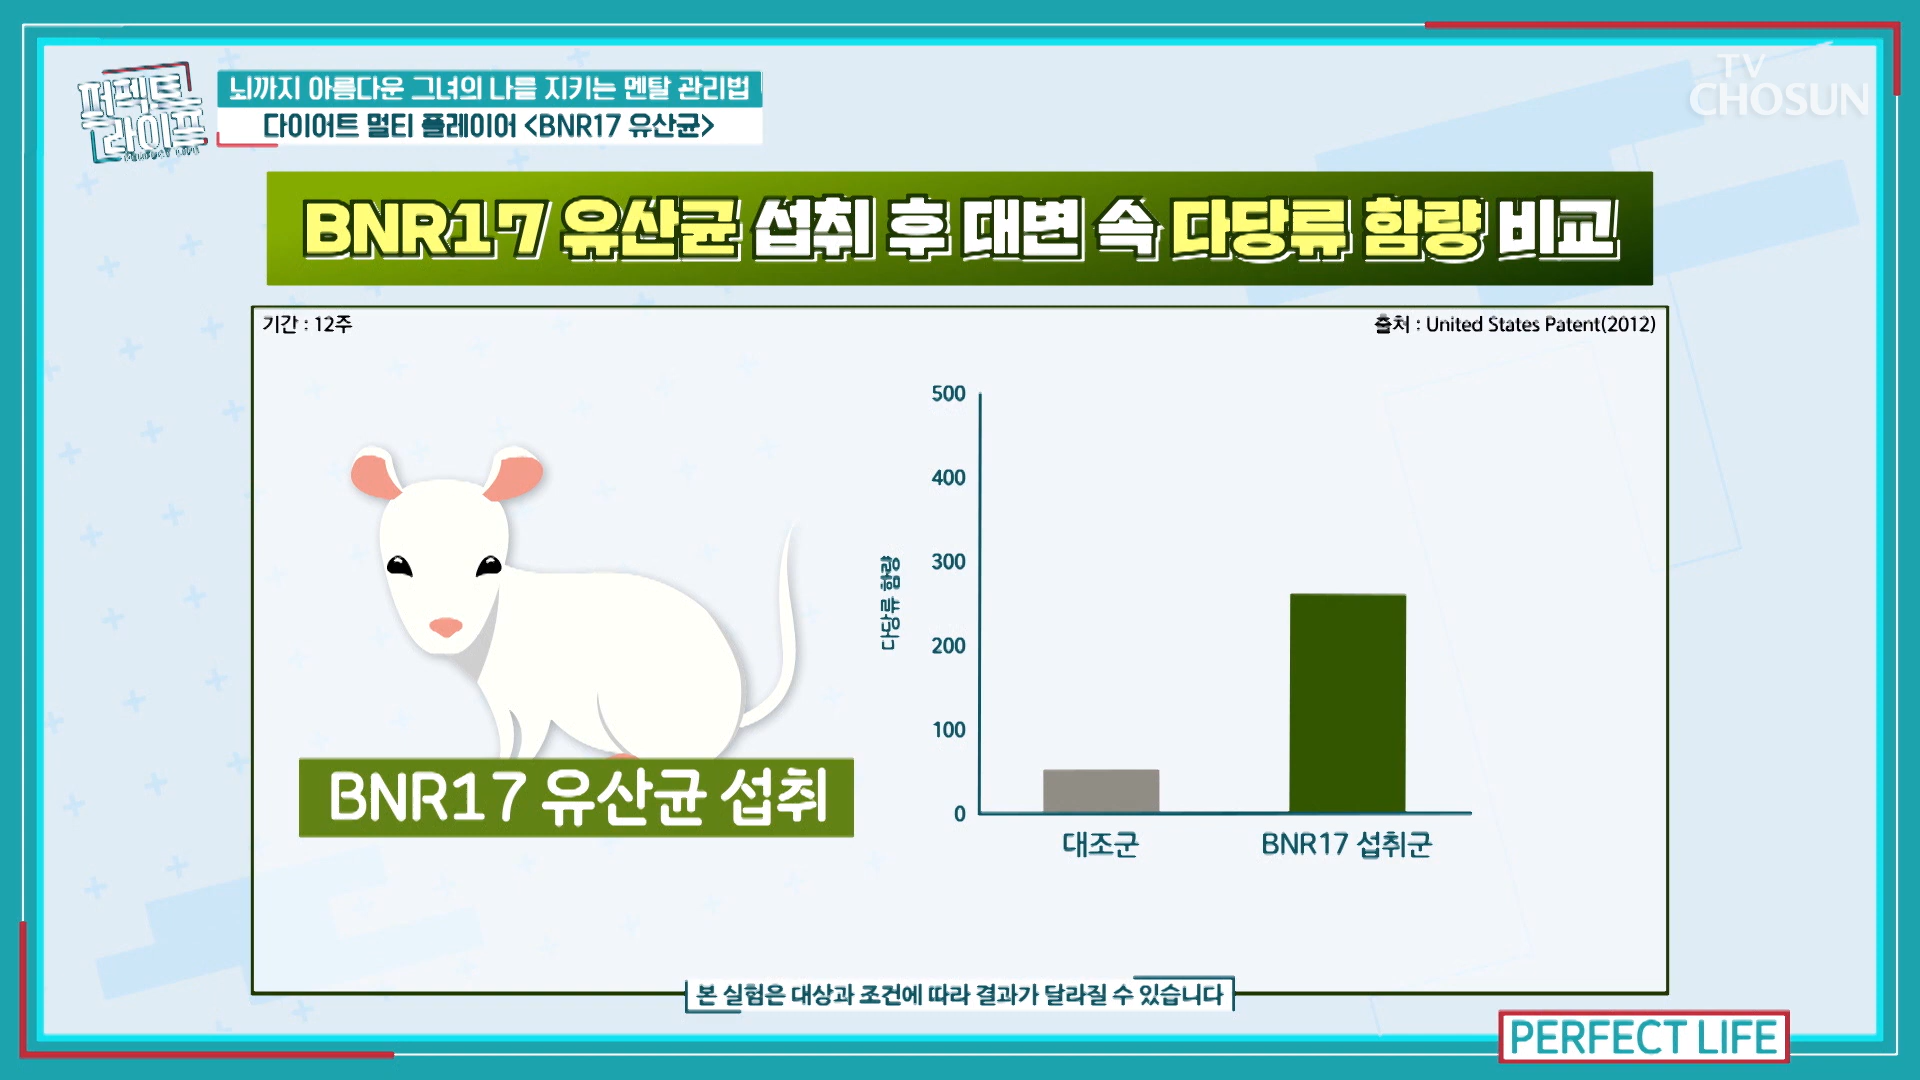 퍼펙트
라이프
PERFECT LIFE
뇌까지 아름다운 그녀의 나를 지키는 멘탈 관리법
다이어트 멀티 플레이어 <BNR17 유산균>
TV
CHOSUN
BNR17 유산균 섭취 후 대변 속 다당류 함량 비교
기간 : 12주
출처 : United States Patent(2012)
500
400
300
200
100
0
다당류 함량
대조군
BNR17 섭취군
BNR17 유산균 섭취
본 실험은 대상과 조건에 따라 결과가 달라질 수 있습니다
PERFECT LIFE